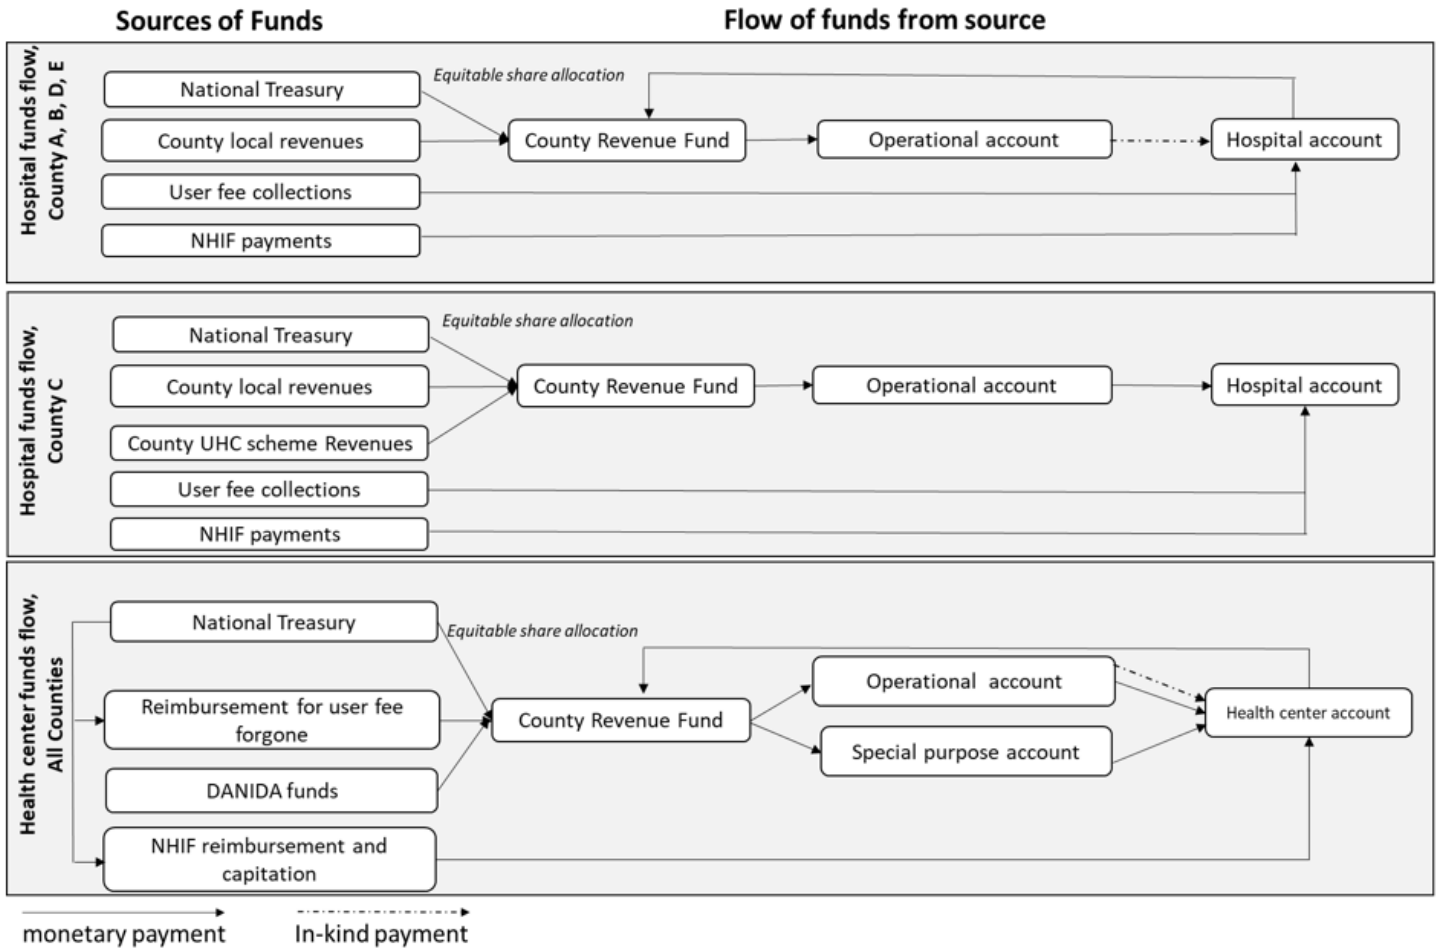 Sources of Funds
Flow of funds from source
Hospital funds flow,
County A, B, D, E
National Treasury
Equitable share allocation
County local revenues
County Revenue Fund
Operational account
Hospital account
User fee collections
NHIF payments
Hospital funds flow,
County C
National Treasury
Equitable share allocation
County local revenues
County Revenue Fund
Operational account
Hospital account
County UHC scheme Revenues
User fee collections
NHIF payments
Health center funds flow,
All Counties
National Treasury
Equitable share allocation
Reimbursement for user fee
forgone
County Revenue Fund
Operational account
Health center account
Special purpose account
DANIDA funds
NHIF reimbursement and
capitation
monetary payment
In-kind payment